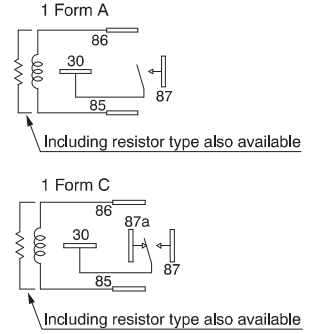 1 Form A
86
30
87
85
Including resistor type also available
1 Form C
86
87a
30
87
85
Including resistor type also available